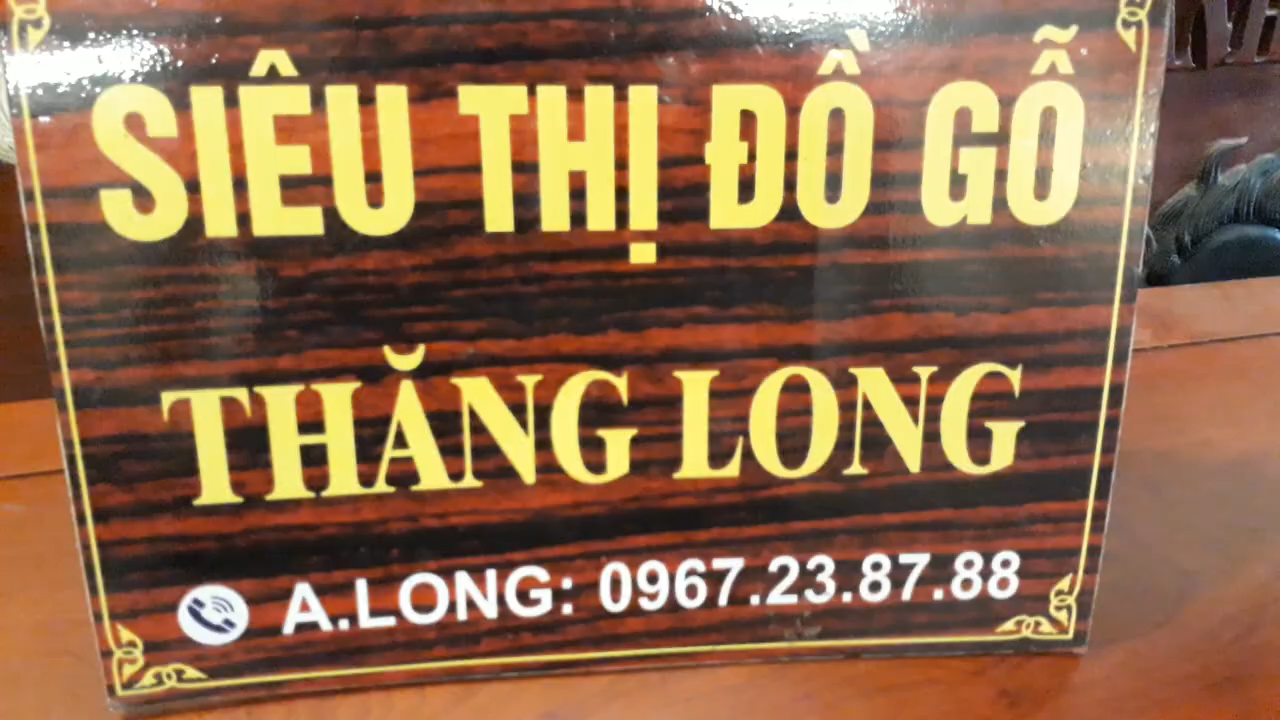 SIÊU THỊ ĐỒ GỖ
THĂNG LONG
A.LONG: 0967.23.87.88